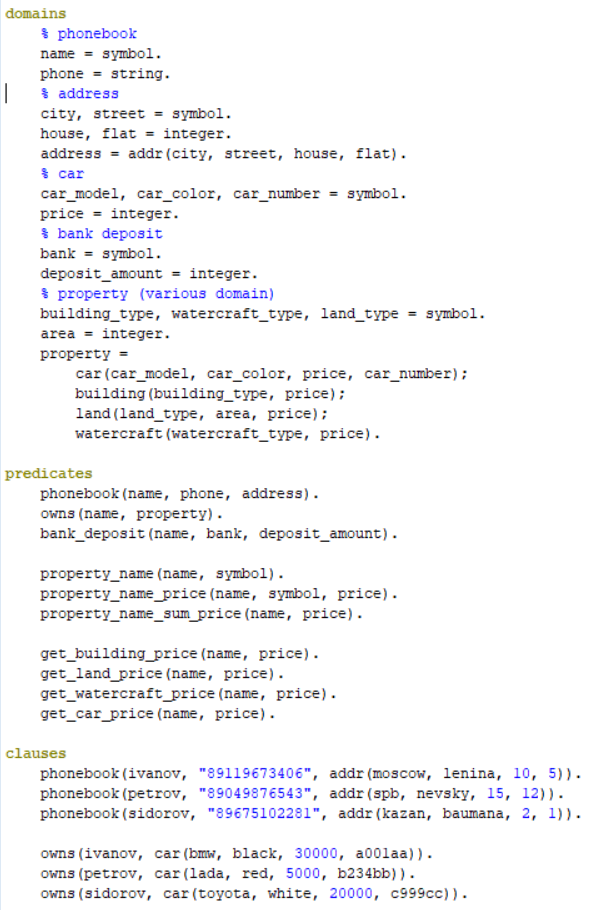 domains
% phonebook
name = symbol.
phone = string.
% address
city, street = symbol.
house, flat = integer.
address = addr(city, street, house, flat).
% car
car_model, car_color, car_number = symbol.
price = integer.
% bank deposit
bank = symbol.
deposit_amount = integer.
% property (various domain)
building_type, watercraft_type, land_type = symbol.
area = integer.
property =
car(car_model, car_color, price, car_number);
building(building_type, price);
land(land_type, area, price);
watercraft(watercraft_type, price).
predicates
phonebook(name, phone, address).
owns(name, property).
bank_deposit(name, bank, deposit_amount).
property_name(name, symbol).
property_name_price(name, symbol, price).
property_name_sum_price(name, price).
get_building_price(name, price).
get_land_price(name, price).
get_watercraft_price(name, price).
get_car_price(name, price).
clauses
phonebook(ivanov, "89119673406", addr(moscow, lenina, 10, 5)).
phonebook(petrov, "89049876543", addr(spb, nevsky, 15, 12)).
phonebook(sidorov, "89675102281", addr(kazan, baumana, 2, 1)).
owns(ivanov, car(bmw, black, 30000, a001aa)).
owns(petrov, car(lada, red, 5000, b234bb)).
owns(sidorov, car(toyota, white, 20000, c999cc)).